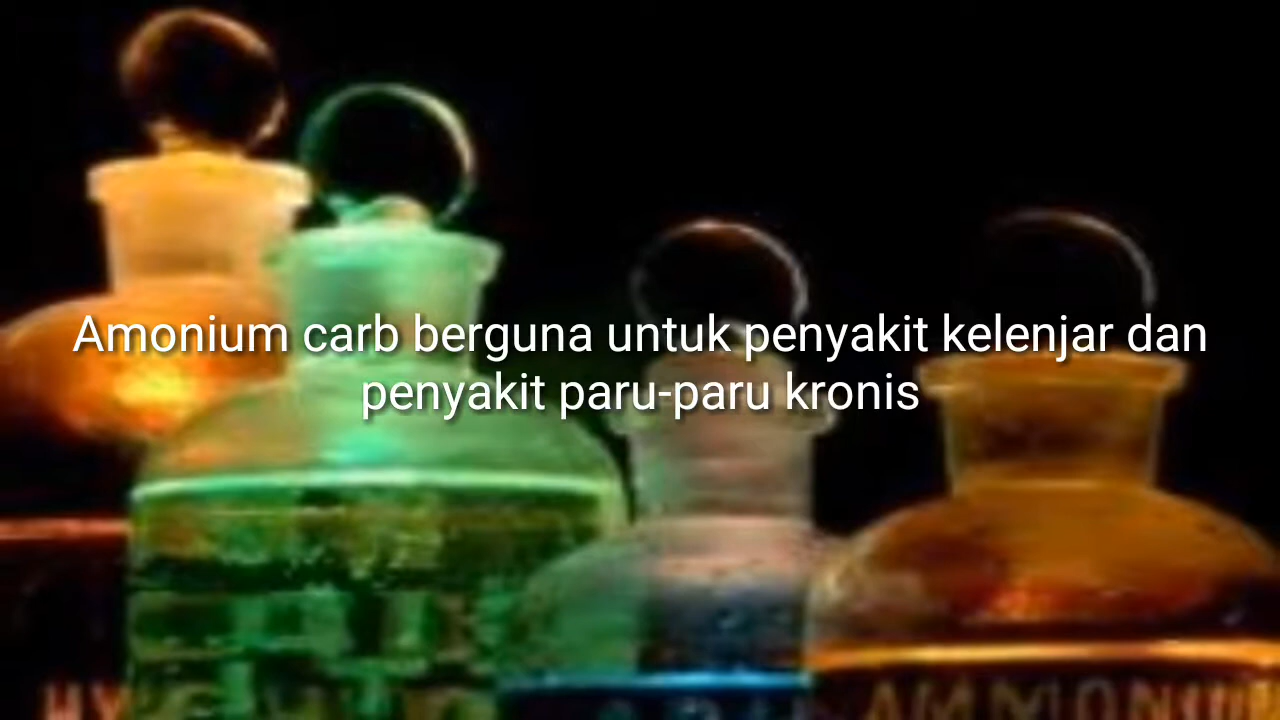 Amonium carb berguna untuk penyakit kelenjar dan
penyakit paru-paru kronis